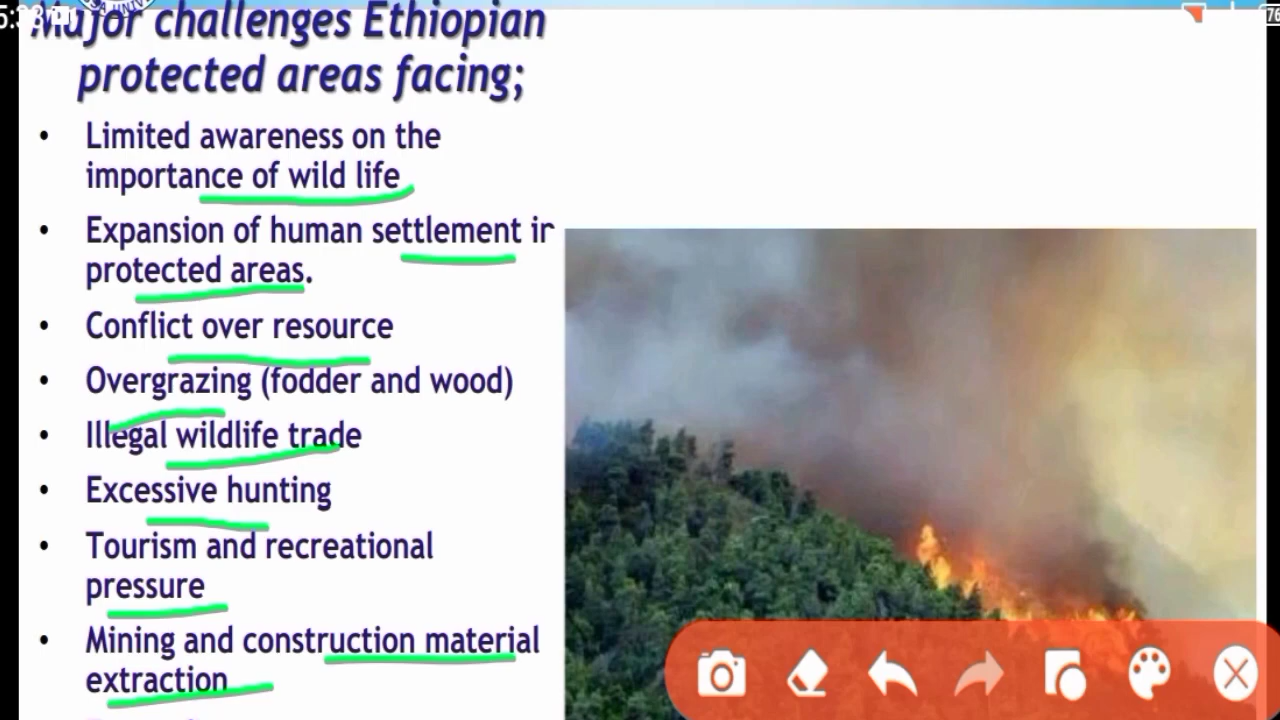 Major challenges Ethiopian
protected areas facing;
• Limited awareness on the
importance of wild life
• Expansion of human settlement in
protected areas.
• Conflict over resource
• Overgrazing (fodder and wood)
• Illegal wildlife trade
• Excessive hunting
• Tourism and recreational
pressure
• Mining and construction material
extraction